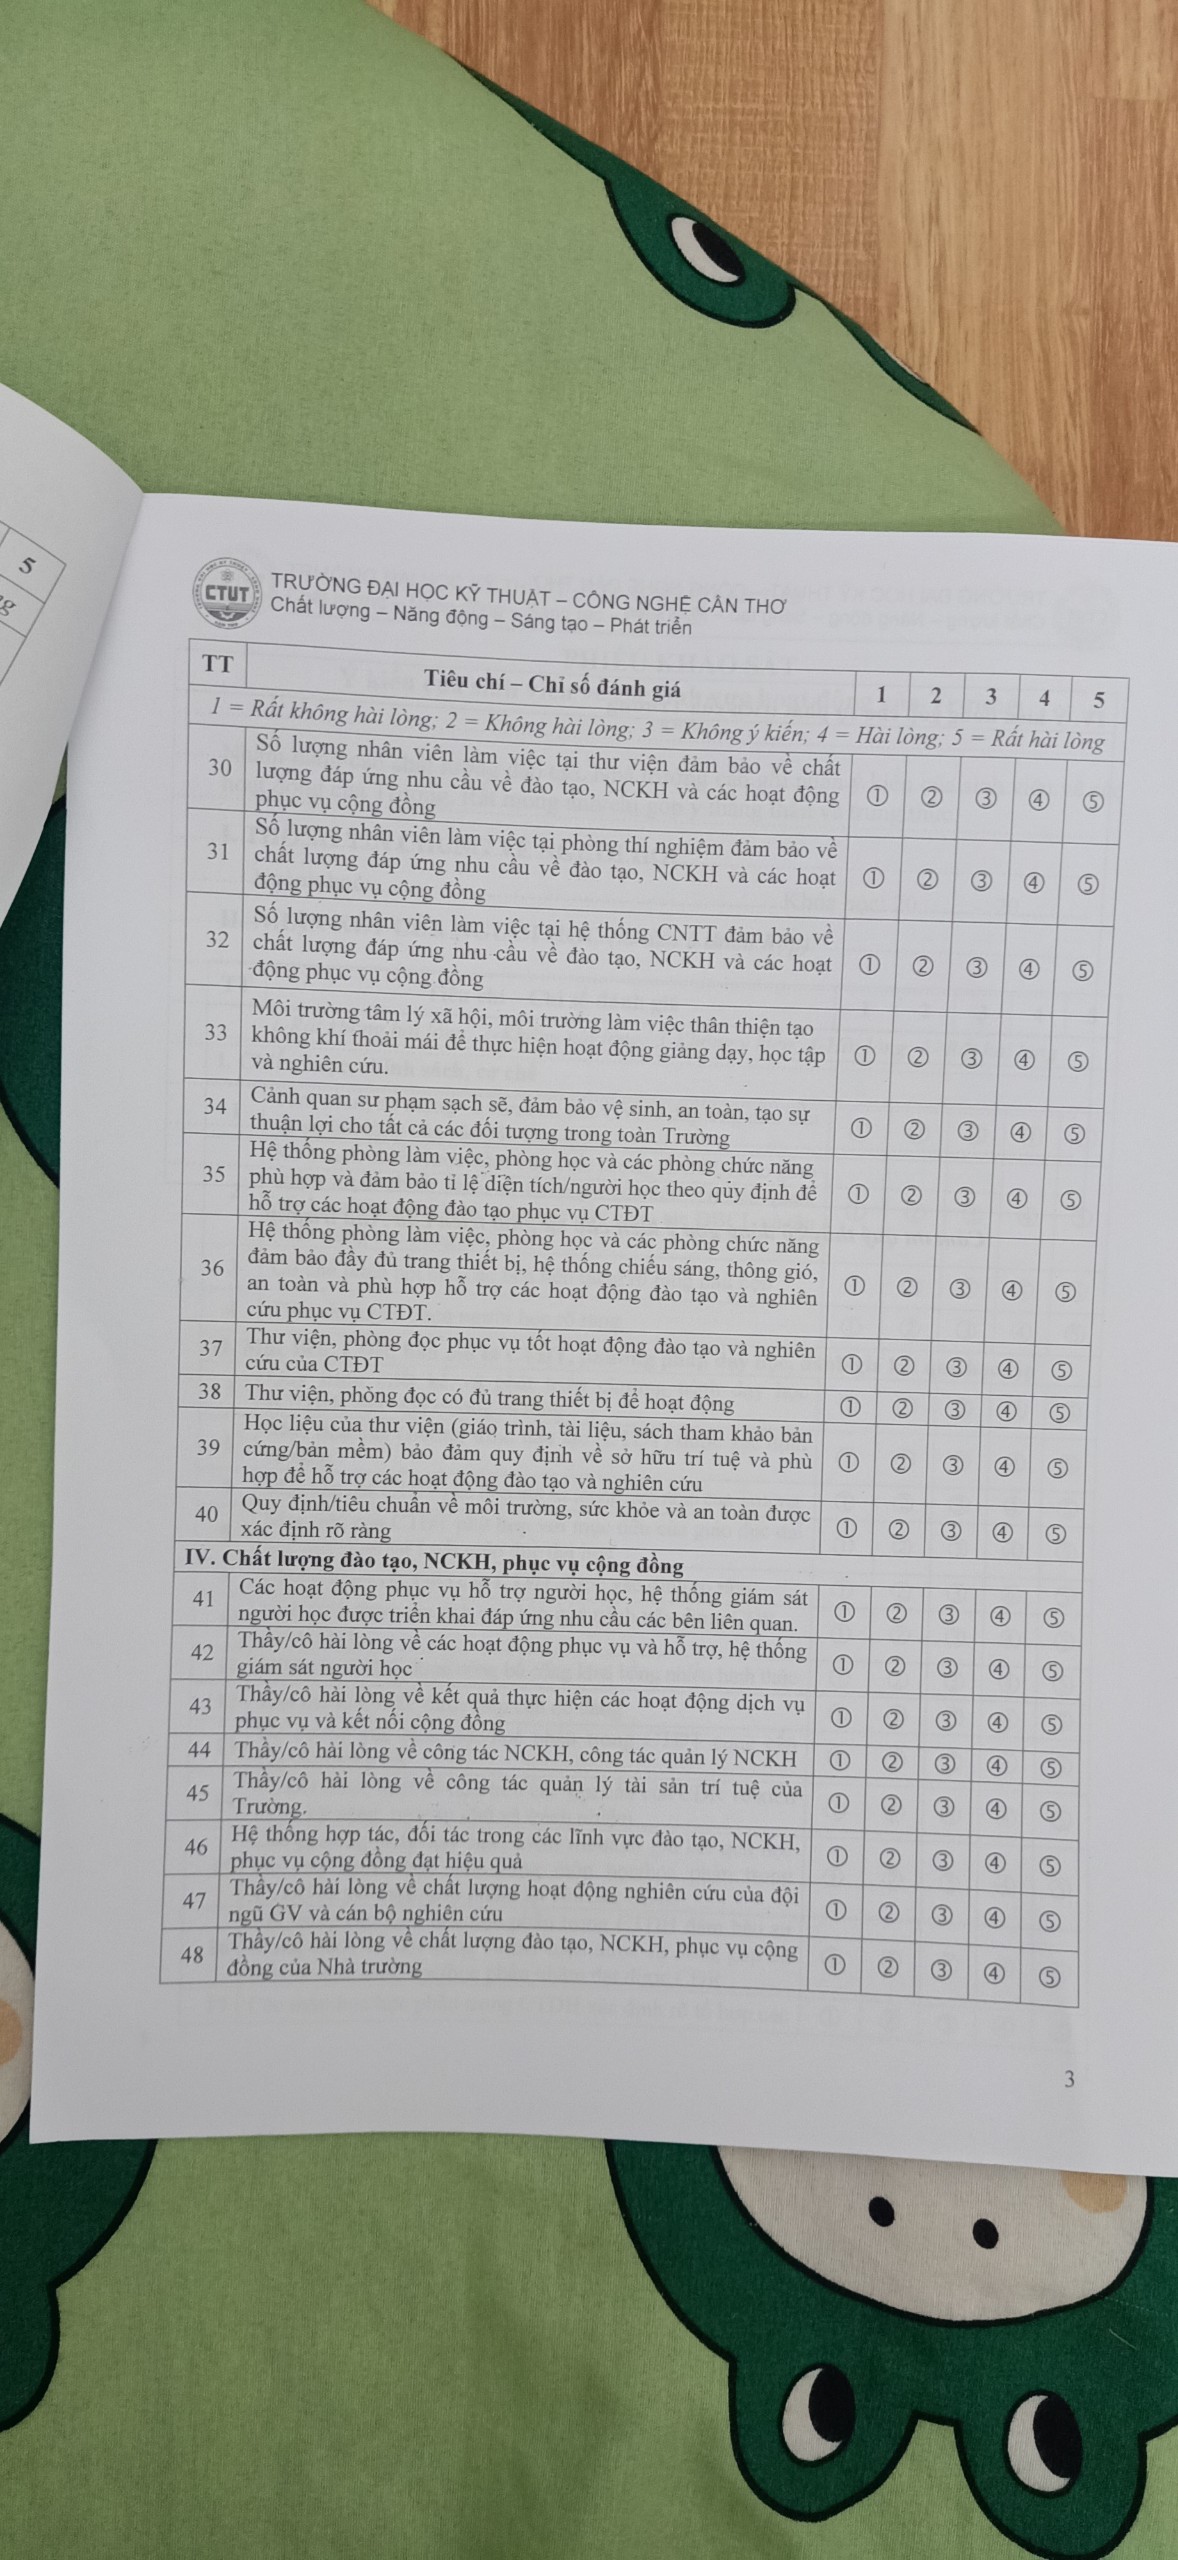 5
CTUT
TRƯỜNG ĐẠI HỌC KỸ THUẬT – CÔNG NGHỆ CẦN THƠ
Chất lượng – Năng động – Sáng tạo – Phát triển
TT Tiêu chí – Chỉ số đánh giá 1 2 3 4 5
1 = Rất không hài lòng; 2 = Không hài lòng; 3 = Không ý kiến; 4 = Hài lòng; 5 = Rất hài lòng
30 Số lượng nhân viên làm việc tại thư viện đảm bảo về chất
lượng đáp ứng nhu cầu về đào tạo, NCKH và các hoạt động ① ② ③ ④ ⑤
phục vụ cộng đồng
31 Số lượng nhân viên làm việc tại phòng thí nghiệm đảm bảo về
chất lượng đáp ứng nhu cầu về đào tạo, NCKH và các hoạt ① ② ③ ④ ⑤
động phục vụ cộng đồng
32 Số lượng nhân viên làm việc tại hệ thống CNTT đảm bảo về
chất lượng đáp ứng nhu cầu về đào tạo, NCKH và các hoạt ① ② ③ ④ ⑤
động phục vụ cộng đồng
33 Môi trường tâm lý xã hội, môi trường làm việc thân thiện tạo
không khí thoải mái để thực hiện hoạt động giảng dạy, học tập ① ② ③ ④ ⑤
và nghiên cứu.
34 Cảnh quan sư phạm sạch sẽ, đảm bảo vệ sinh, an toàn, tạo sự
thuận lợi cho tất cả các đối tượng trong toàn Trường ① ② ③ ④ ⑤
35 Hệ thống phòng làm việc, phòng học và các phòng chức năng
phù hợp và đảm bảo tỉ lệ diện tích/người học theo quy định để ① ② ③ ④ ⑤
hỗ trợ các hoạt động đào tạo phục vụ CTĐT
36 Hệ thống phòng làm việc, phòng học và các phòng chức năng
đảm bảo đầy đủ trang thiết bị, hệ thống chiếu sáng, thông gió,
an toàn và phù hợp hỗ trợ các hoạt động đào tạo và nghiên ① ② ③ ④ ⑤
cứu phục vụ CTĐT.
37 Thư viện, phòng đọc phục vụ tốt hoạt động đào tạo và nghiên
cứu của CTĐT ① ② ③ ④ ⑤
38 Thư viện, phòng đọc có đủ trang thiết bị để hoạt động ① ② ③ ④ ⑤
39 Học liệu của thư viện (giáo trình, tài liệu, sách tham khảo bản
cứng/bản mềm) bảo đảm quy định về sở hữu trí tuệ và phù ① ② ③ ④ ⑤
hợp để hỗ trợ các hoạt động đào tạo và nghiên cứu
40 Quy định/tiêu chuẩn về môi trường, sức khỏe và an toàn được
xác định rõ ràng ① ② ③ ④ ⑤
IV. Chất lượng đào tạo, NCKH, phục vụ cộng đồng
41 Các hoạt động phục vụ hỗ trợ người học, hệ thống giám sát
người học được triển khai đáp ứng nhu cầu các bên liên quan. ① ② ③ ④ ⑤
42 Thầy/cô hài lòng về các hoạt động phục vụ và hỗ trợ, hệ thống
giám sát người học ① ② ③ ④ ⑤
43 Thầy/cô hài lòng về kết quả thực hiện các hoạt động dịch vụ
phục vụ và kết nối cộng đồng ① ② ③ ④ ⑤
44 Thầy/cô hài lòng về công tác NCKH, công tác quản lý NCKH ① ② ③ ④ ⑤
45 Thầy/cô hài lòng về công tác quản lý tài sản trí tuệ của
Trường. ① ② ③ ④ ⑤
46 Hệ thống hợp tác, đối tác trong các lĩnh vực đào tạo, NCKH,
phục vụ cộng đồng đạt hiệu quả ① ② ③ ④ ⑤
47 Thầy/cô hài lòng về chất lượng hoạt động nghiên cứu của đội
ngũ GV và cán bộ nghiên cứu ① ② ③ ④ ⑤
48 Thầy/cô hài lòng về chất lượng đào tạo, NCKH, phục vụ cộng
đồng của Nhà trường ① ② ③ ④ ⑤
3